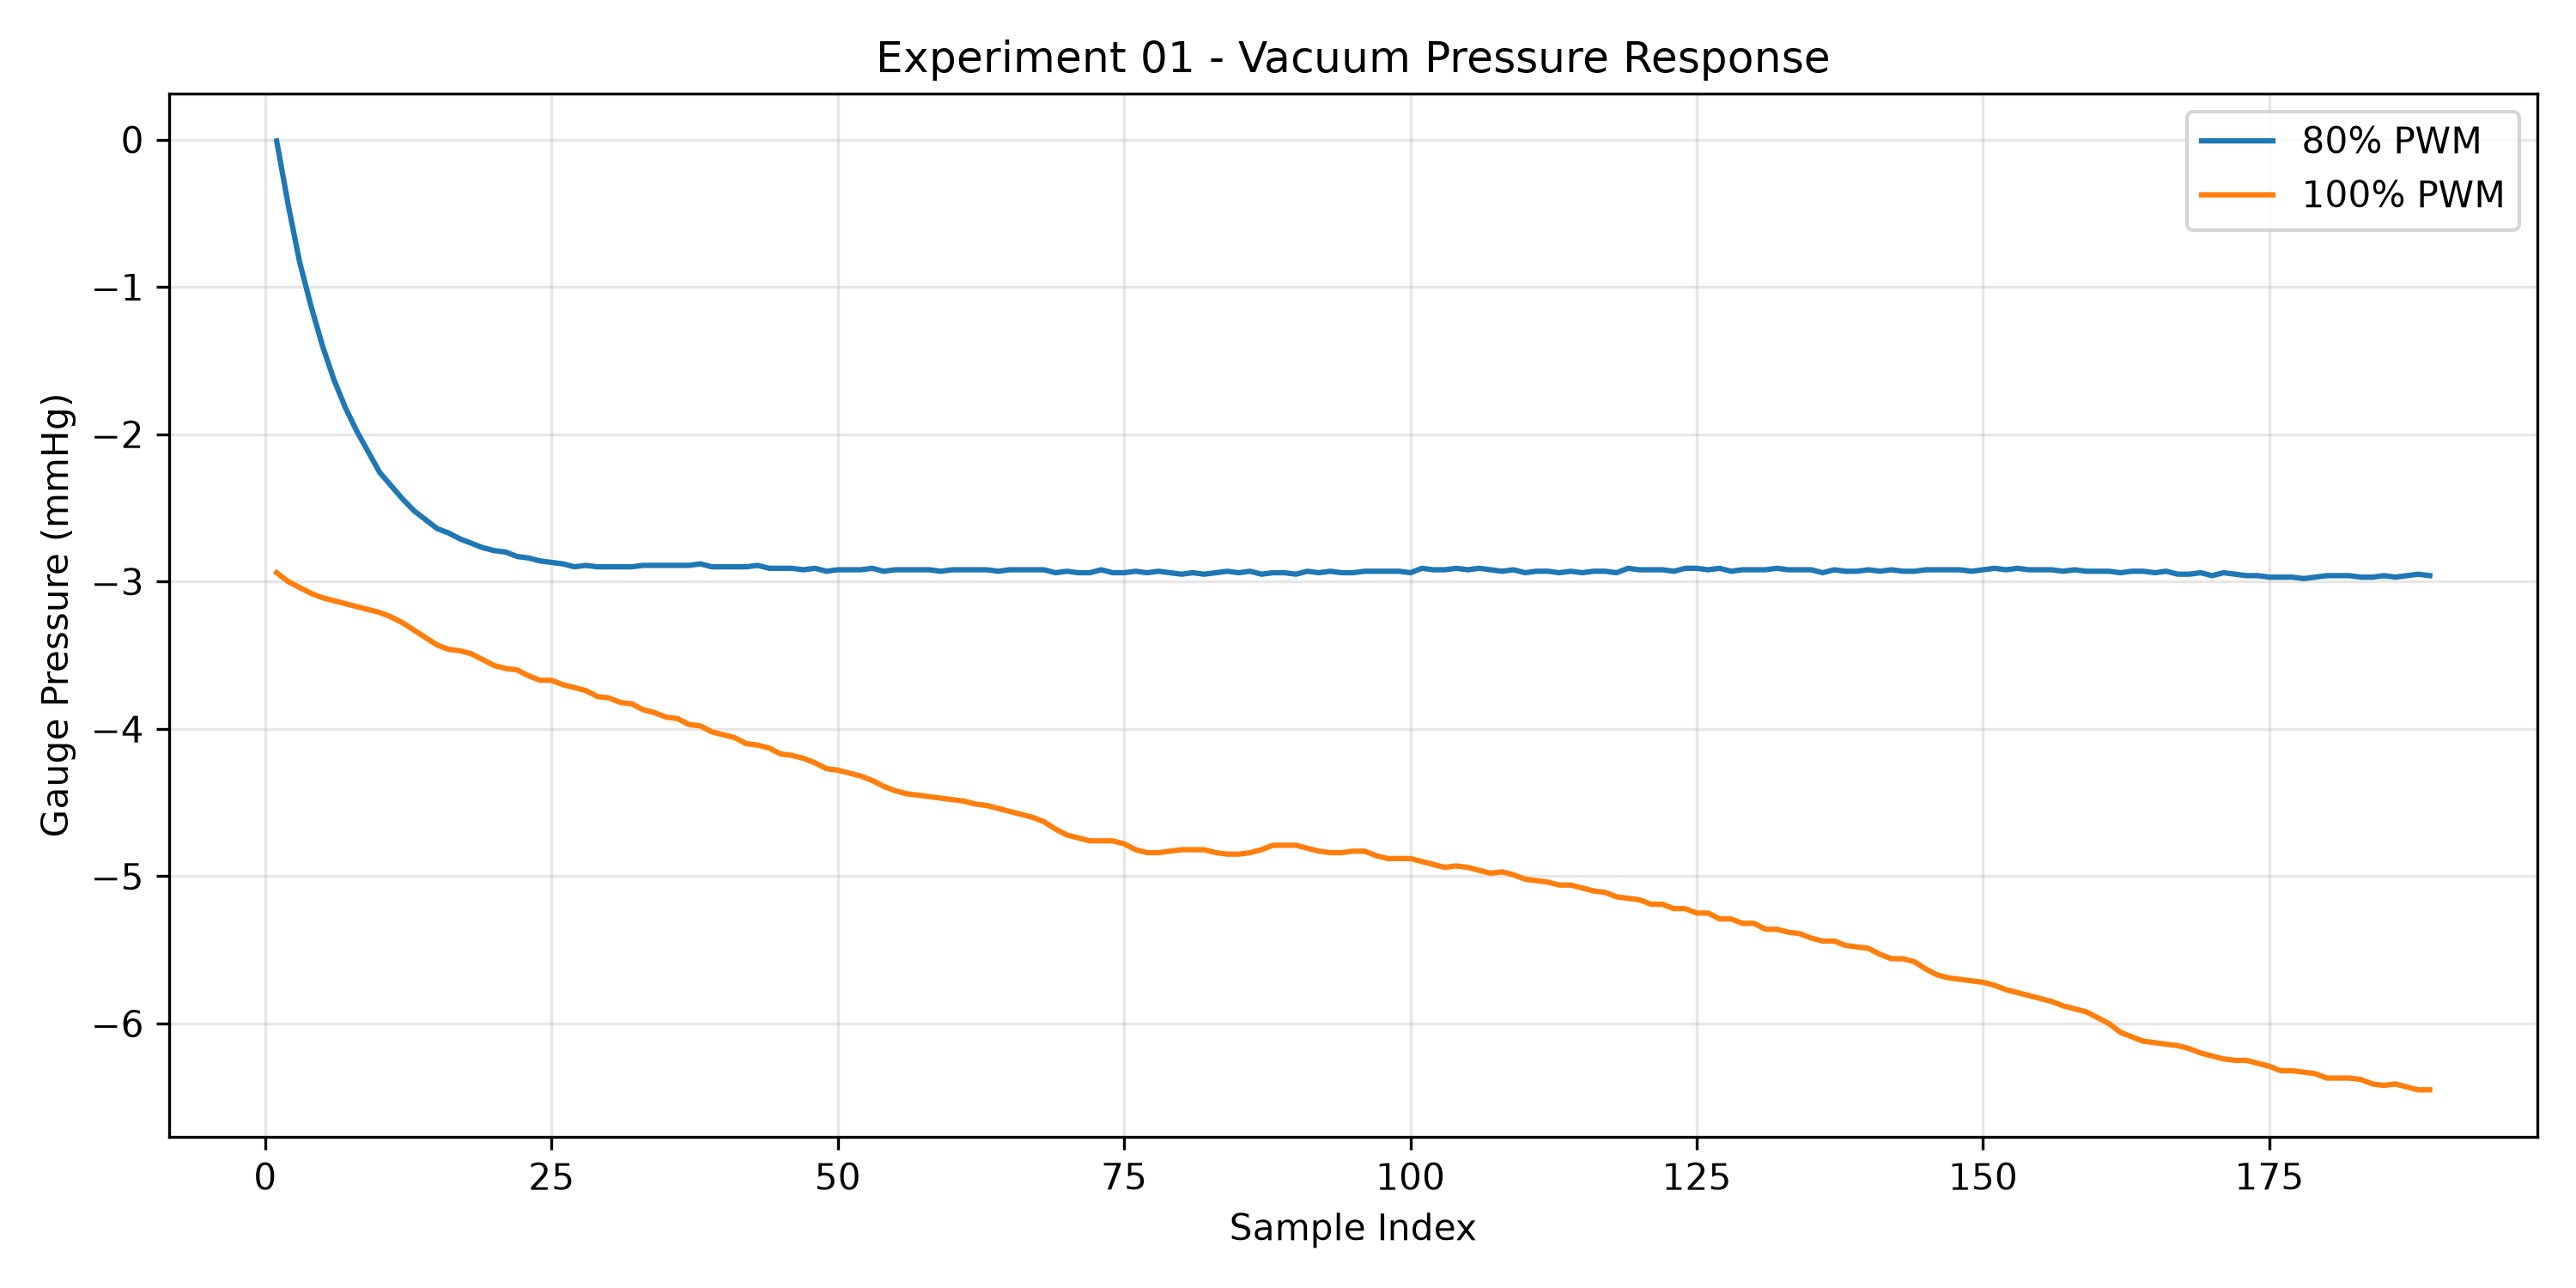 Experiment 01 - Vacuum Pressure Response
80% PWM
100% PWM
Gauge Pressure (mmHg)
0
−1
−2
−3
−4
−5
−6
0 25 50 75 100 125 150 175
Sample Index